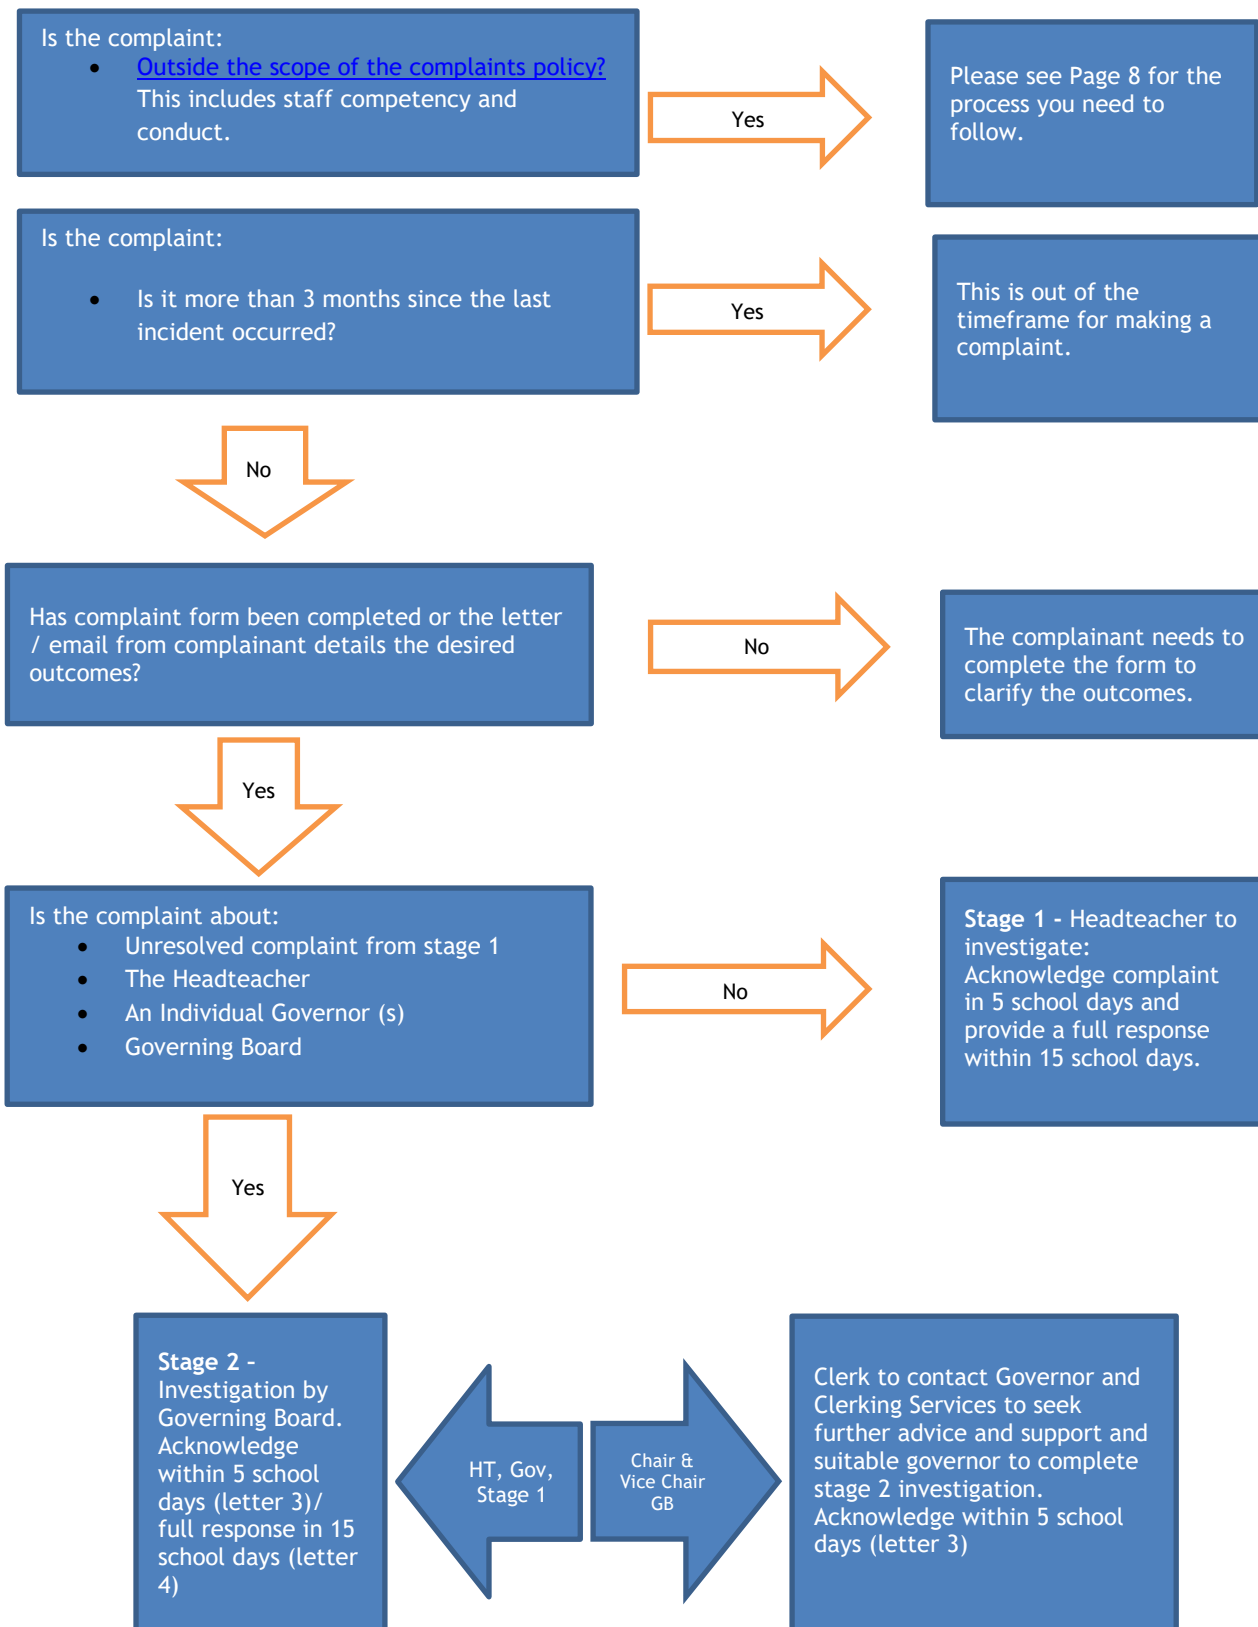 Is the complaint:
• Outside the scope of the complaints policy?
This includes staff competency and
conduct.
Yes
Please see Page 8 for the
process you need to
follow.
Is the complaint:
• Is it more than 3 months since the last
incident occurred?
Yes
This is out of the
timeframe for making a
complaint.
No
Has complaint form been completed or the letter
/ email from complainant details the desired
outcomes?
No
The complainant needs to
complete the form to
clarify the outcomes.
Yes
Is the complaint about:
• Unresolved complaint from stage 1
• The Headteacher
• An Individual Governor (s)
• Governing Board
No
Stage 1 - Headteacher to
investigate:
Acknowledge complaint
in 5 school days and
provide a full response
within 15 school days.
Yes
Stage 2 –
Investigation by
Governing Board.
Acknowledge
within 5 school
days (letter 3)/
full response in 15
school days (letter
4)
HT, Gov,
Stage 1
Chair &
Vice Chair
GB
Clerk to contact Governor and
Clerking Services to seek
further advice and support and
suitable governor to complete
stage 2 investigation.
Acknowledge within 5 school
days (letter 3)